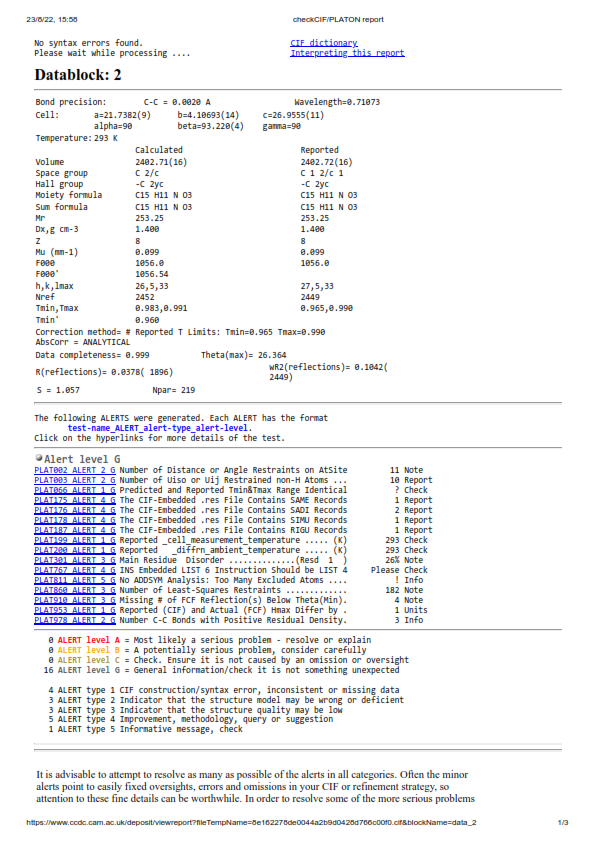 23/8/22, 15:58 checkCIF/PLATON report
No syntax errors found. CIF dictionary
Please wait while processing .... Interpreting this report
Datablock: 2
Bond precision: C-C = 0.0020 A Wavelength=0.71073
Cell: a=21.7382(9) b=4.10693(14) c=26.9555(11)
alpha=90 beta=93.220(4) gamma=90
Temperature: 293 K
Calculated Reported
Volume 2402.71(16) 2402.72(16)
Space group C 2/c C 1 2/c 1
Hall group -C 2yc -C 2yc
Moiety formula C15 H11 N O3 C15 H11 N O3
Sum formula C15 H11 N O3 C15 H11 N O3
Mr 253.25 253.25
Dx,g cm-3 1.400 1.400
Z 8 8
Mu (mm-1) 0.099 0.099
F000 1056.0 1056.0
F000' 1056.54
h,k,lmax 26,5,33 27,5,33
Nref 2452 2449
Tmin,Tmax 0.983,0.991 0.965,0.990
Tmin' 0.960
Correction method= # Reported T Limits: Tmin=0.965 Tmax=0.990
AbsCorr = ANALYTICAL
Data completeness= 0.999 Theta(max)= 26.364
R(reflections)= 0.0378( 1896) wR2(reflections)= 0.1042(
2449)
S = 1.057 Npar= 219
The following ALERTS were generated. Each ALERT has the format
test-name_ALERT_alert-type_alert-level.
Click on the hyperlinks for more details of the test.
Alert level G
PLAT002_ALERT_2_G Number of Distance or Angle Restraints on AtSite 11 Note
PLAT003_ALERT_2_G Number of Uiso or Uij Restrained non-H Atoms ... 10 Report
PLAT066_ALERT_1_G Predicted and Reported Tmin&Tmax Range Identical ? Check
PLAT175_ALERT_4_G The CIF-Embedded .res File Contains SAME Records 1 Report
PLAT176_ALERT_4_G The CIF-Embedded .res File Contains SADI Records 2 Report
PLAT178_ALERT_4_G The CIF-Embedded .res File Contains SIMU Records 1 Report
PLAT187_ALERT_4_G The CIF-Embedded .res File Contains RIGU Records 1 Report
PLAT199_ALERT_1_G Reported _cell_measurement_temperature ..... (K) 293 Check
PLAT200_ALERT_1_G Reported _diffrn_ambient_temperature ..... (K) 293 Check
PLAT301_ALERT_3_G Main Residue Disorder ..............(Resd 1 ) 26% Note
PLAT767_ALERT_4_G INS Embedded LIST 6 Instruction Should be LIST 4 Please Check
PLAT811_ALERT_5_G No ADDSYM Analysis: Too Many Excluded Atoms .... ! Info
PLAT860_ALERT_3_G Number of Least-Squares Restraints ............. 182 Note
PLAT910_ALERT_3_G Missing # of FCF Reflection(s) Below Theta(Min). 4 Note
PLAT953_ALERT_1_G Reported (CIF) and Actual (FCF) Hmax Differ by . 1 Units
PLAT978_ALERT_2_G Number C-C Bonds with Positive Residual Density. 3 Info
0 ALERT level A = Most likely a serious problem - resolve or explain
0 ALERT level B = A potentially serious problem, consider carefully
0 ALERT level C = Check. Ensure it is not caused by an omission or oversight
16 ALERT level G = General information/check it is not something unexpected
4 ALERT type 1 CIF construction/syntax error, inconsistent or missing data
3 ALERT type 2 Indicator that the structure model may be wrong or deficient
3 ALERT type 3 Indicator that the structure quality may be low
5 ALERT type 4 Improvement, methodology, query or suggestion
1 ALERT type 5 Informative message, check
It is advisable to attempt to resolve as many as possible of the alerts in all categories. Often the minor
alerts point to easily fixed oversights, errors and omissions in your CIF or refinement strategy, so
attention to these fine details can be worthwhile. In order to resolve some of the more serious problems
https://www.ccdc.cam.ac.uk/deposit/viewreport?fileTempName=8e162278de0044a2b9d0428d766c00f0.cif&blockName=data_2 1/3